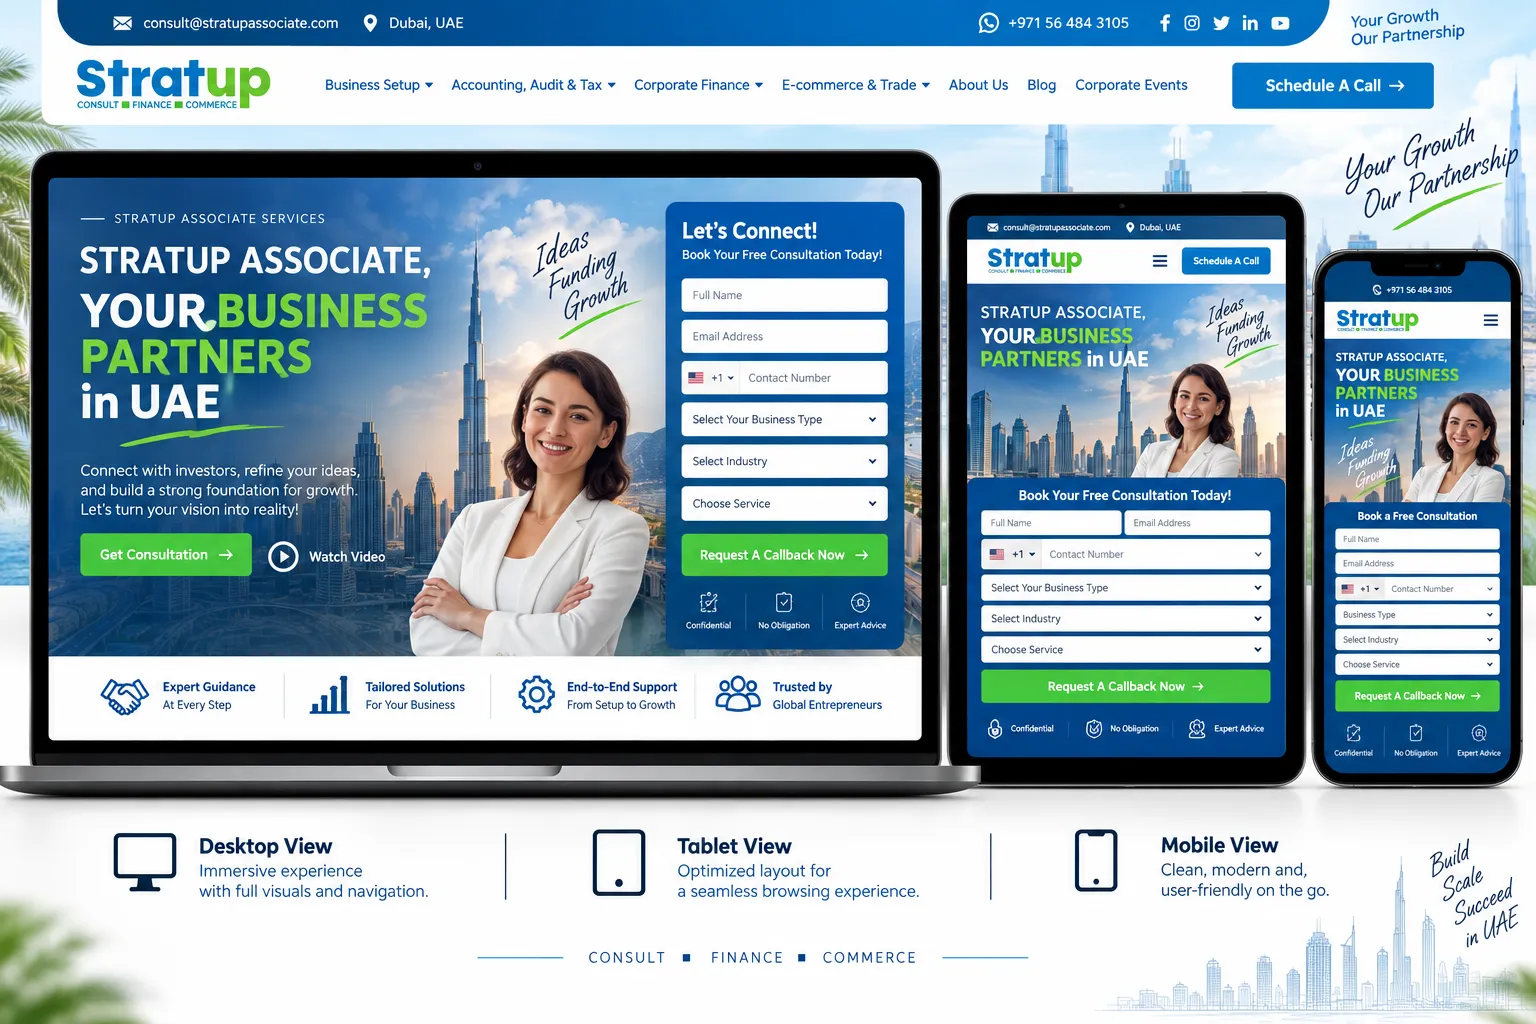 consult@stratupassociate.com
Dubai, UAE
+971 56 484 3105
Your Growth
Our Partnership
Stratup
CONSULT ■ FINANCE ■ COMMERCE
Business Setup
Accounting, Audit & Tax
Corporate Finance
E-commerce & Trade
About Us
Blog
Corporate Events
Schedule A Call →
Your Growth
Our Partnership
STRATUP ASSOCIATE SERVICES
STRATUP ASSOCIATE,
YOUR BUSINESS
PARTNERS
in UAE
Connect with investors, refine your ideas,
and build a strong foundation for growth.
Let's turn your vision into reality!
Get Consultation →
Watch Video
Ideas
Funding
Growth
Let's Connect!
Book Your Free Consultation Today!
Full Name
Email Address
+1
Contact Number
Select Your Business Type
Select Industry
Choose Service
Request A Callback Now →
Confidential
No Obligation
Expert Advice
Expert Guidance
At Every Step
Tailored Solutions
For Your Business
End-to-End Support
From Setup to Growth
Trusted by
Global Entrepreneurs
consult@stratupassociate.com
Dubai, UAE
Stratup
CONSULT ■ FINANCE ■ COMMERCE
Schedule A Call
STRATUP ASSOCIATE,
YOUR BUSINESS
PARTNERS in UAE
Ideas
Funding
Growth
Book Your Free Consultation Today!
Full Name
Email Address
+1
Contact Number
Select Your Business Type
Select Industry
Choose Service
Request A Callback Now →
Confidential
No Obligation
Expert Advice
+971 56 484 3105
Stratup
CONSULT ■ FINANCE ■ COMMERCE
STRATUP ASSOCIATE,
YOUR BUSINESS
PARTNERS
in UAE
Ideas
Funding
Growth
Book a Free Consultation
Full Name
Email Address
+1
Contact Number
Business Type
Select Industry
Choose Service
Request A Callback Now →
Confidential
No Obligation
Expert Advice
Desktop View
Immersive experience
with full visuals and navigation.
Tablet View
Optimized layout for
a seamless browsing experience.
Mobile View
Clean, modern and,
user-friendly on the go.
Build
Scale
Succeed
in UAE
CONSULT ■ FINANCE ■ COMMERCE